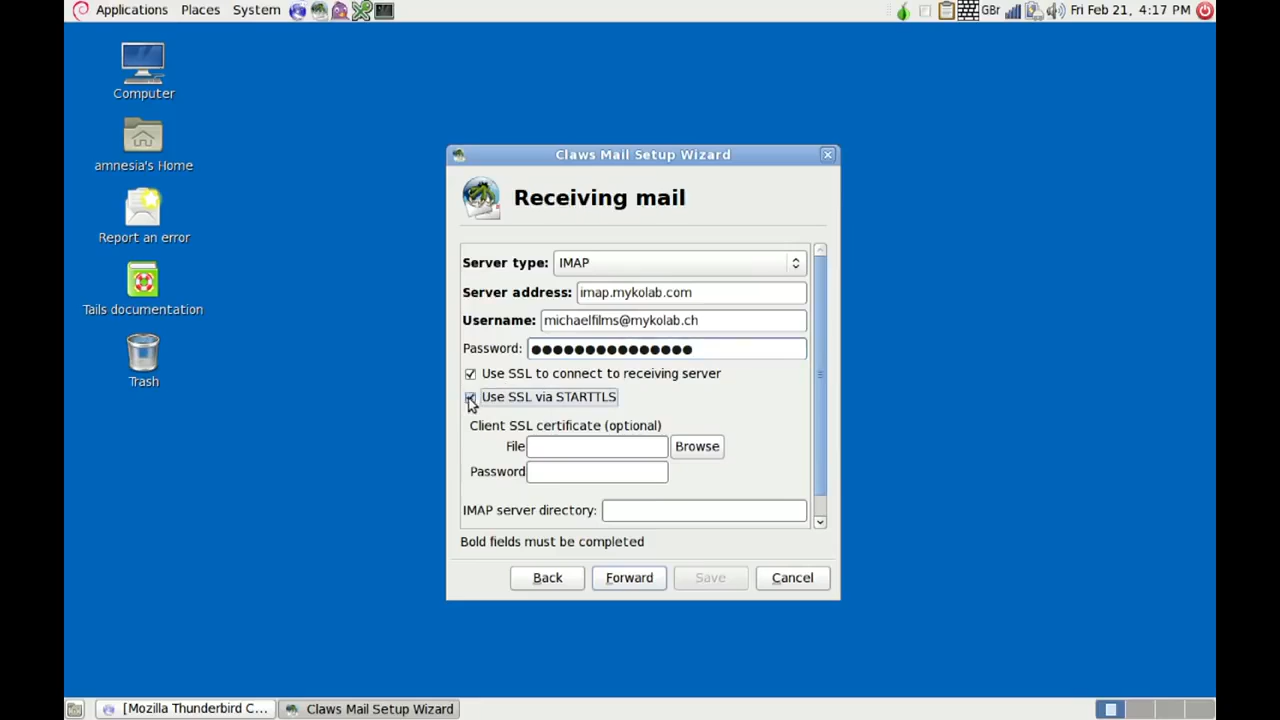 Applications Places System GBr Fri Feb 21, 4:17 PM
Computer
amnesia's Home
Report an error
Tails documentation
Trash
Claws Mail Setup Wizard
Receiving mail
Server type: IMAP
Server address: imap.mykolab.com
Username: michaelfilms@mykolab.ch
Password: ●●●●●●●●●●●●●●●
Use SSL to connect to receiving server
Use SSL via STARTTLS
Client SSL certificate (optional)
File Browse
Password
IMAP server directory:
Bold fields must be completed
Back Forward Save Cancel
[Mozilla Thunderbird C... Claws Mail Setup Wizard